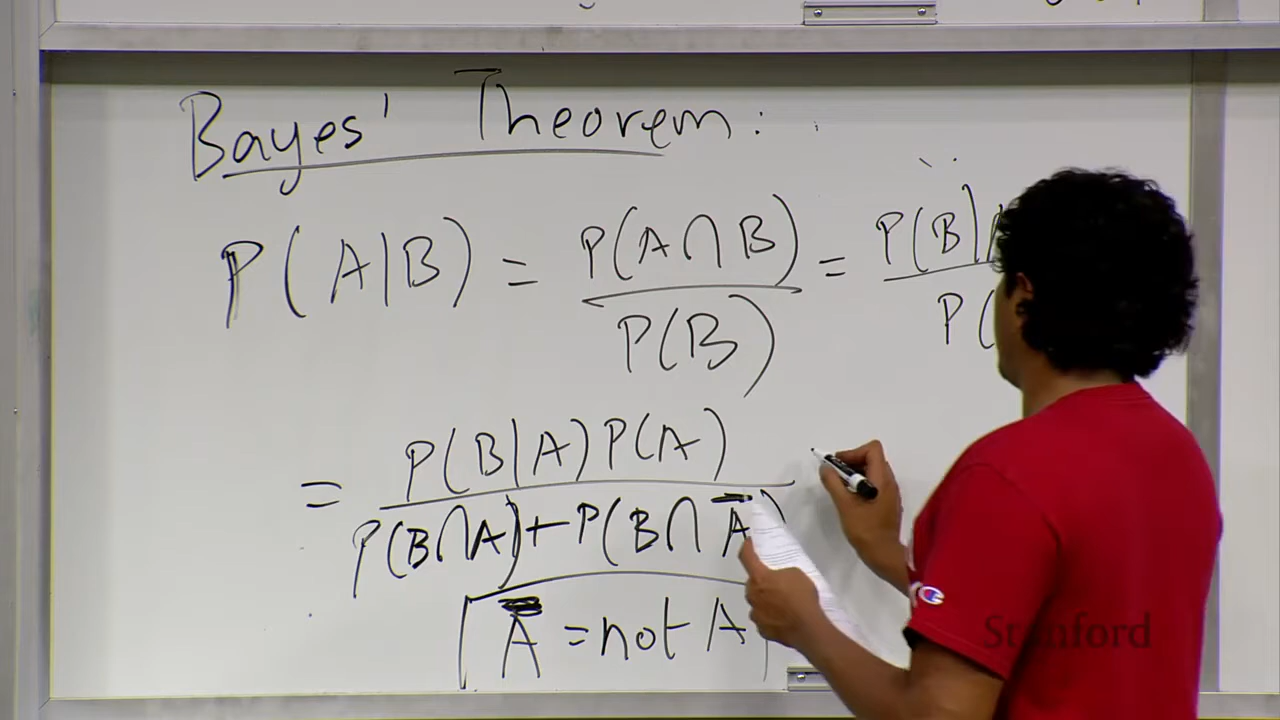 Bayes' Theorem:
P(A|B) = P(A∩B) / P(B) = P(B| / P(
= P(B|A)P(A) / P(B∩A)+P(B∩A̅)
A̅ = not A
Stanford